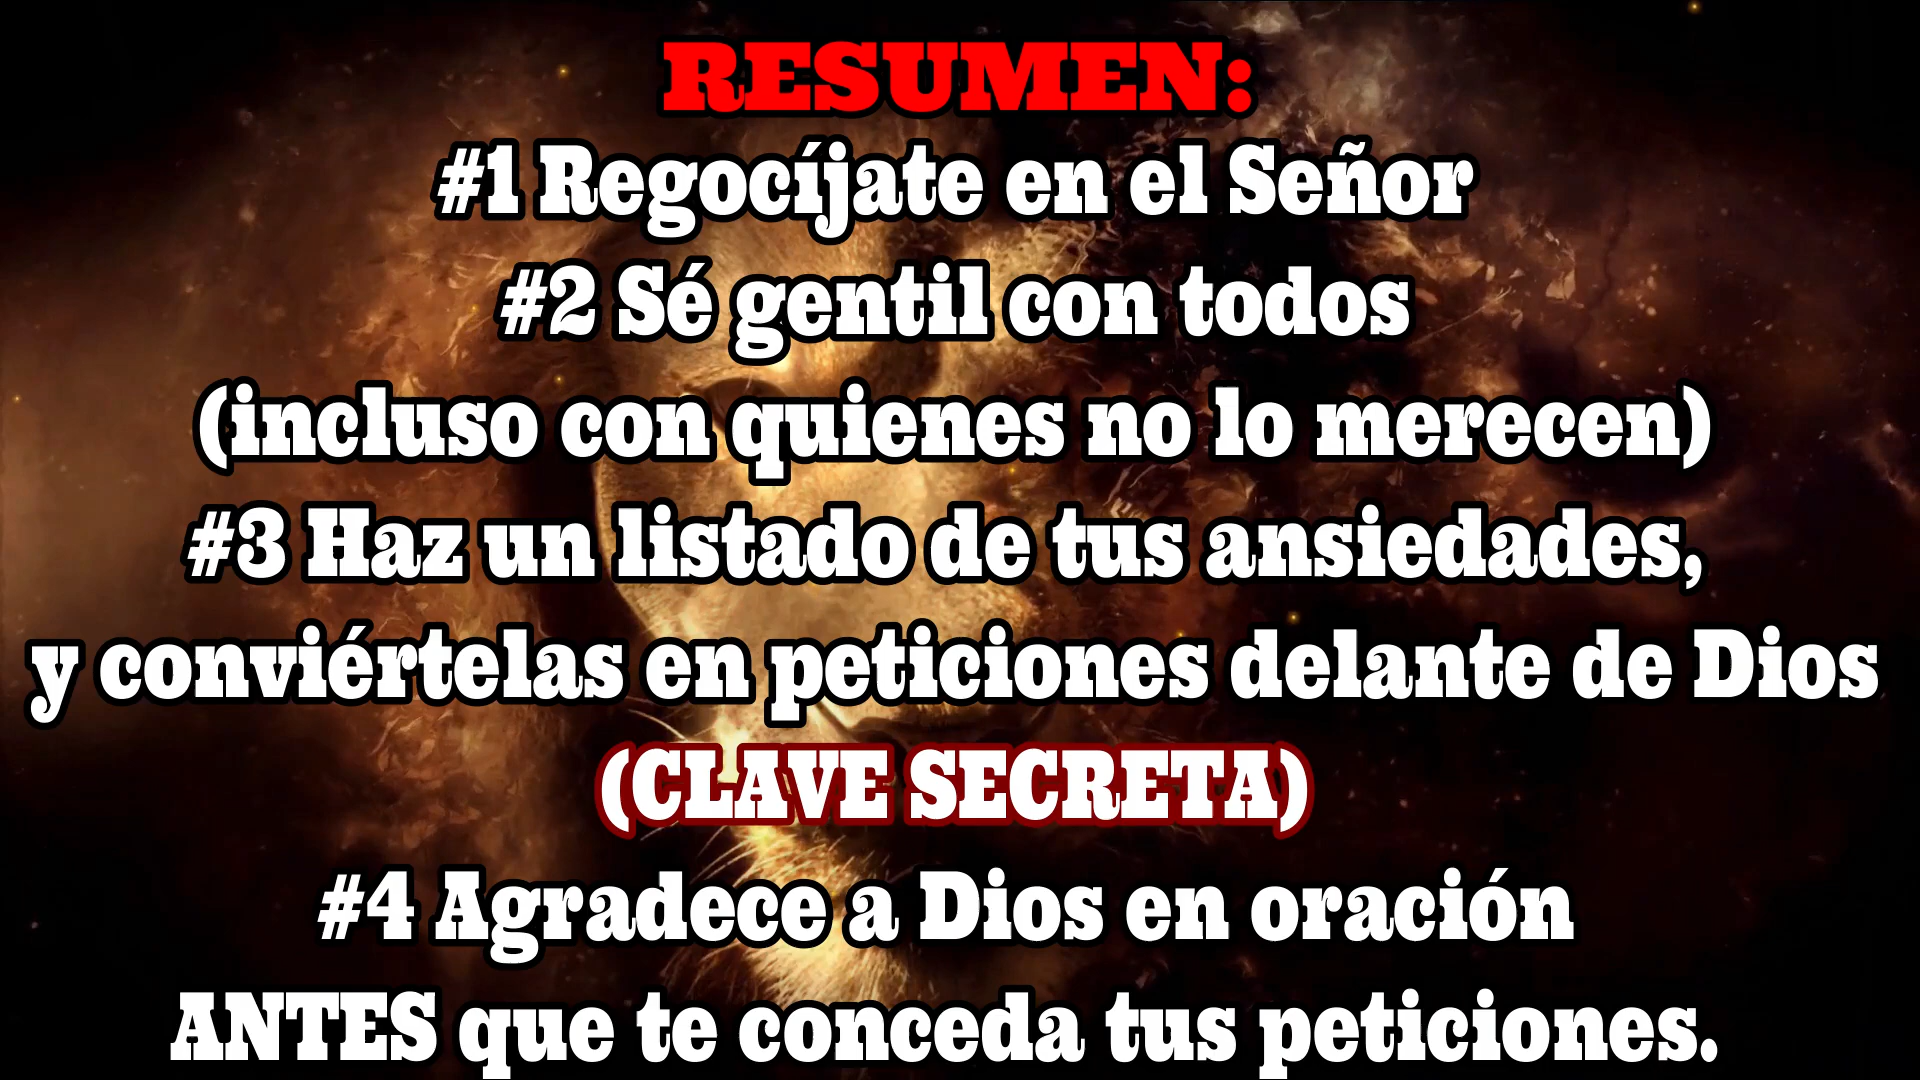 RESUMEN:
#1 Regocíjate en el Señor
#2 Sé gentil con todos
(incluso con quienes no lo merecen)
#3 Haz un listado de tus ansiedades,
y conviértelas en peticiones delante de Dios
(CLAVE SECRETA)
#4 Agradece a Dios en oración
ANTES que te conceda tus peticiones.